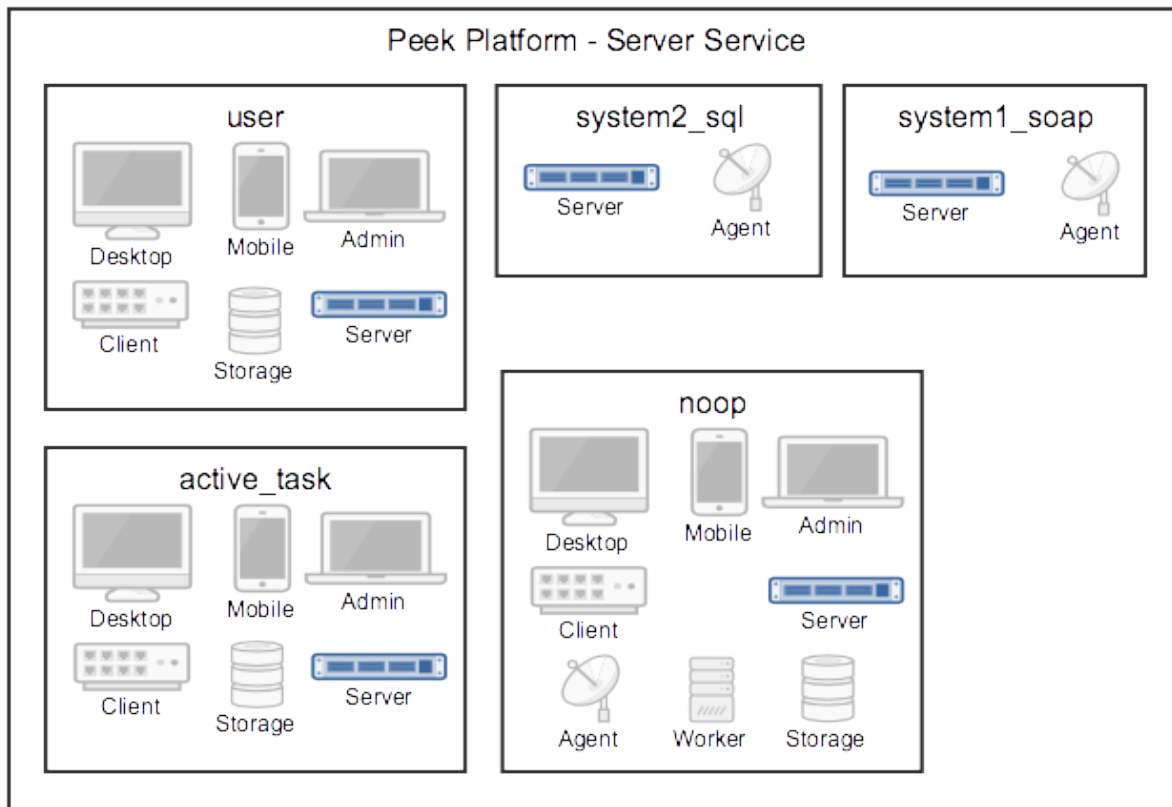 Peek Platform - Server Service
user
Desktop
Mobile
Admin
Client
Storage
Server
system2_sql
Server
Agent
system1_soap
Server
Agent
active_task
Desktop
Mobile
Admin
Client
Storage
Server
noop
Desktop
Mobile
Admin
Client
Server
Agent
Worker
Storage